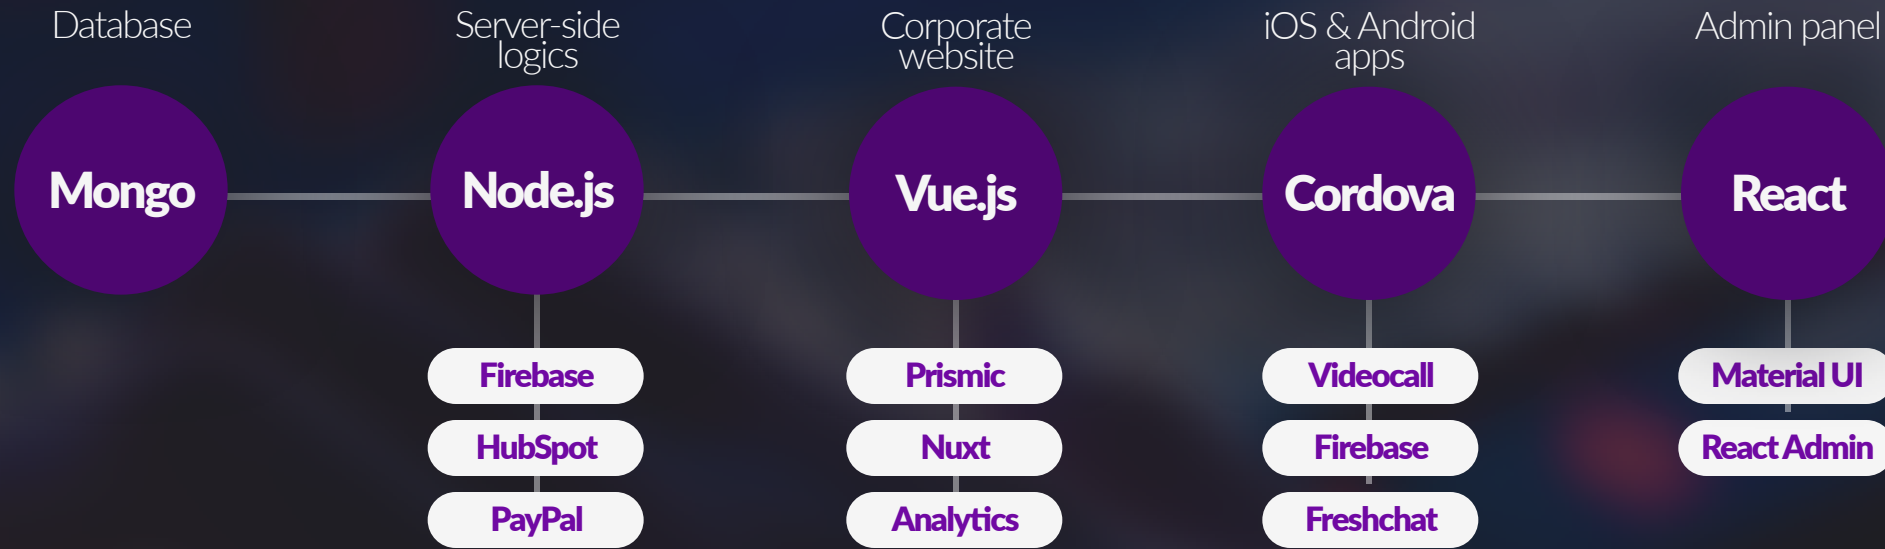 Database
Server-side
logics
Corporate
website
iOS & Android
apps
Admin panel
Mongo
Node.js
Vue.js
Cordova
React
Firebase
HubSpot
PayPal
Prismic
Nuxt
Analytics
Videocall
Firebase
Freshchat
Material UI
React Admin